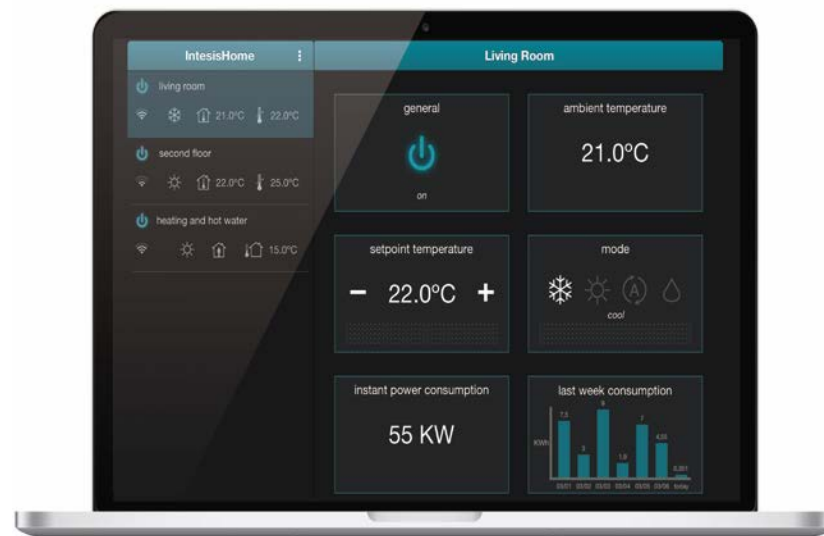 IntesisHome
living room
21.0ºC 22.0ºC
second floor
22.0ºC 25.0ºC
heating and hot water
15.0ºC
Living Room
general
on
ambient temperature
21.0ºC
setpoint temperature
− 22.0ºC +
mode
A
cool
instant power consumption
55 KW
last week consumption
KWh
7,5 3 9 1,9 7 4,55 0,351
03/01 03/02 03/03 03/04 03/05 03/06 today